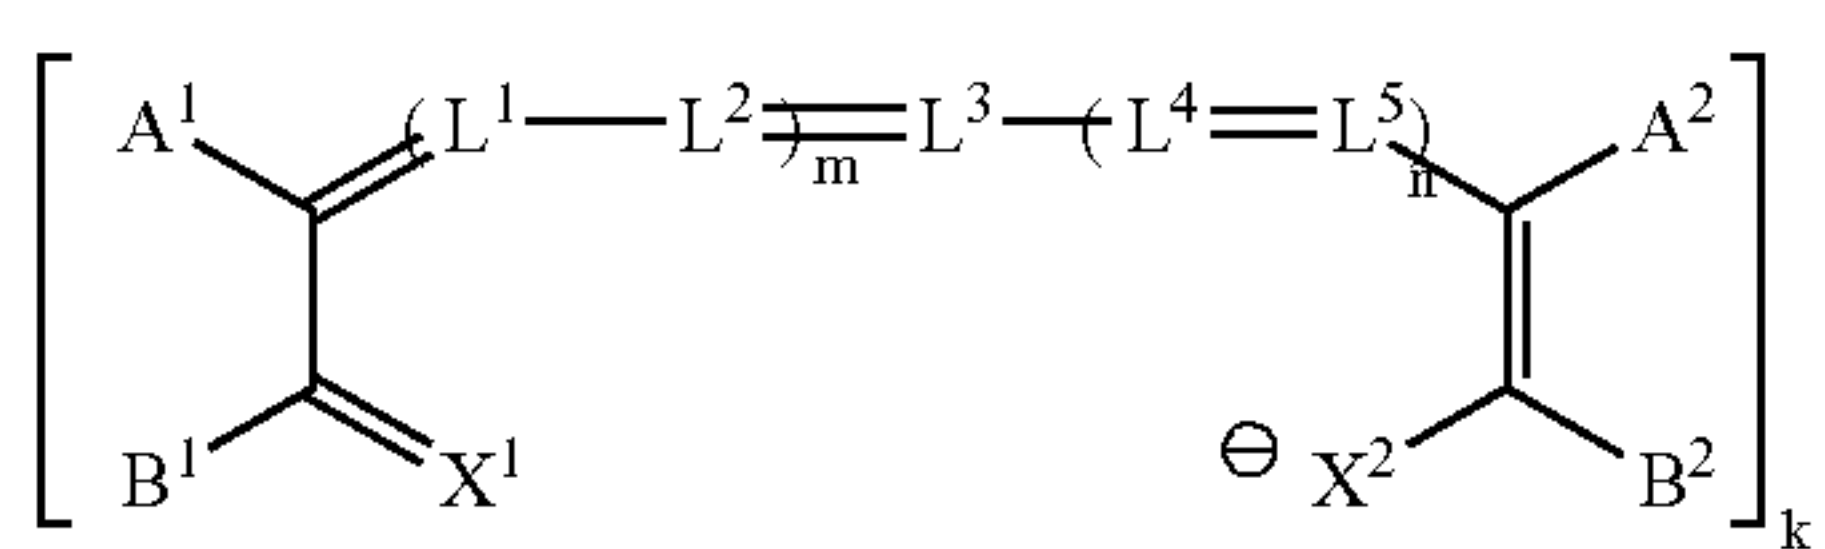 A¹ (L¹ L²)m L³ (L⁴ L⁵)n A²
B¹ X¹ ⊖ X² B²
k